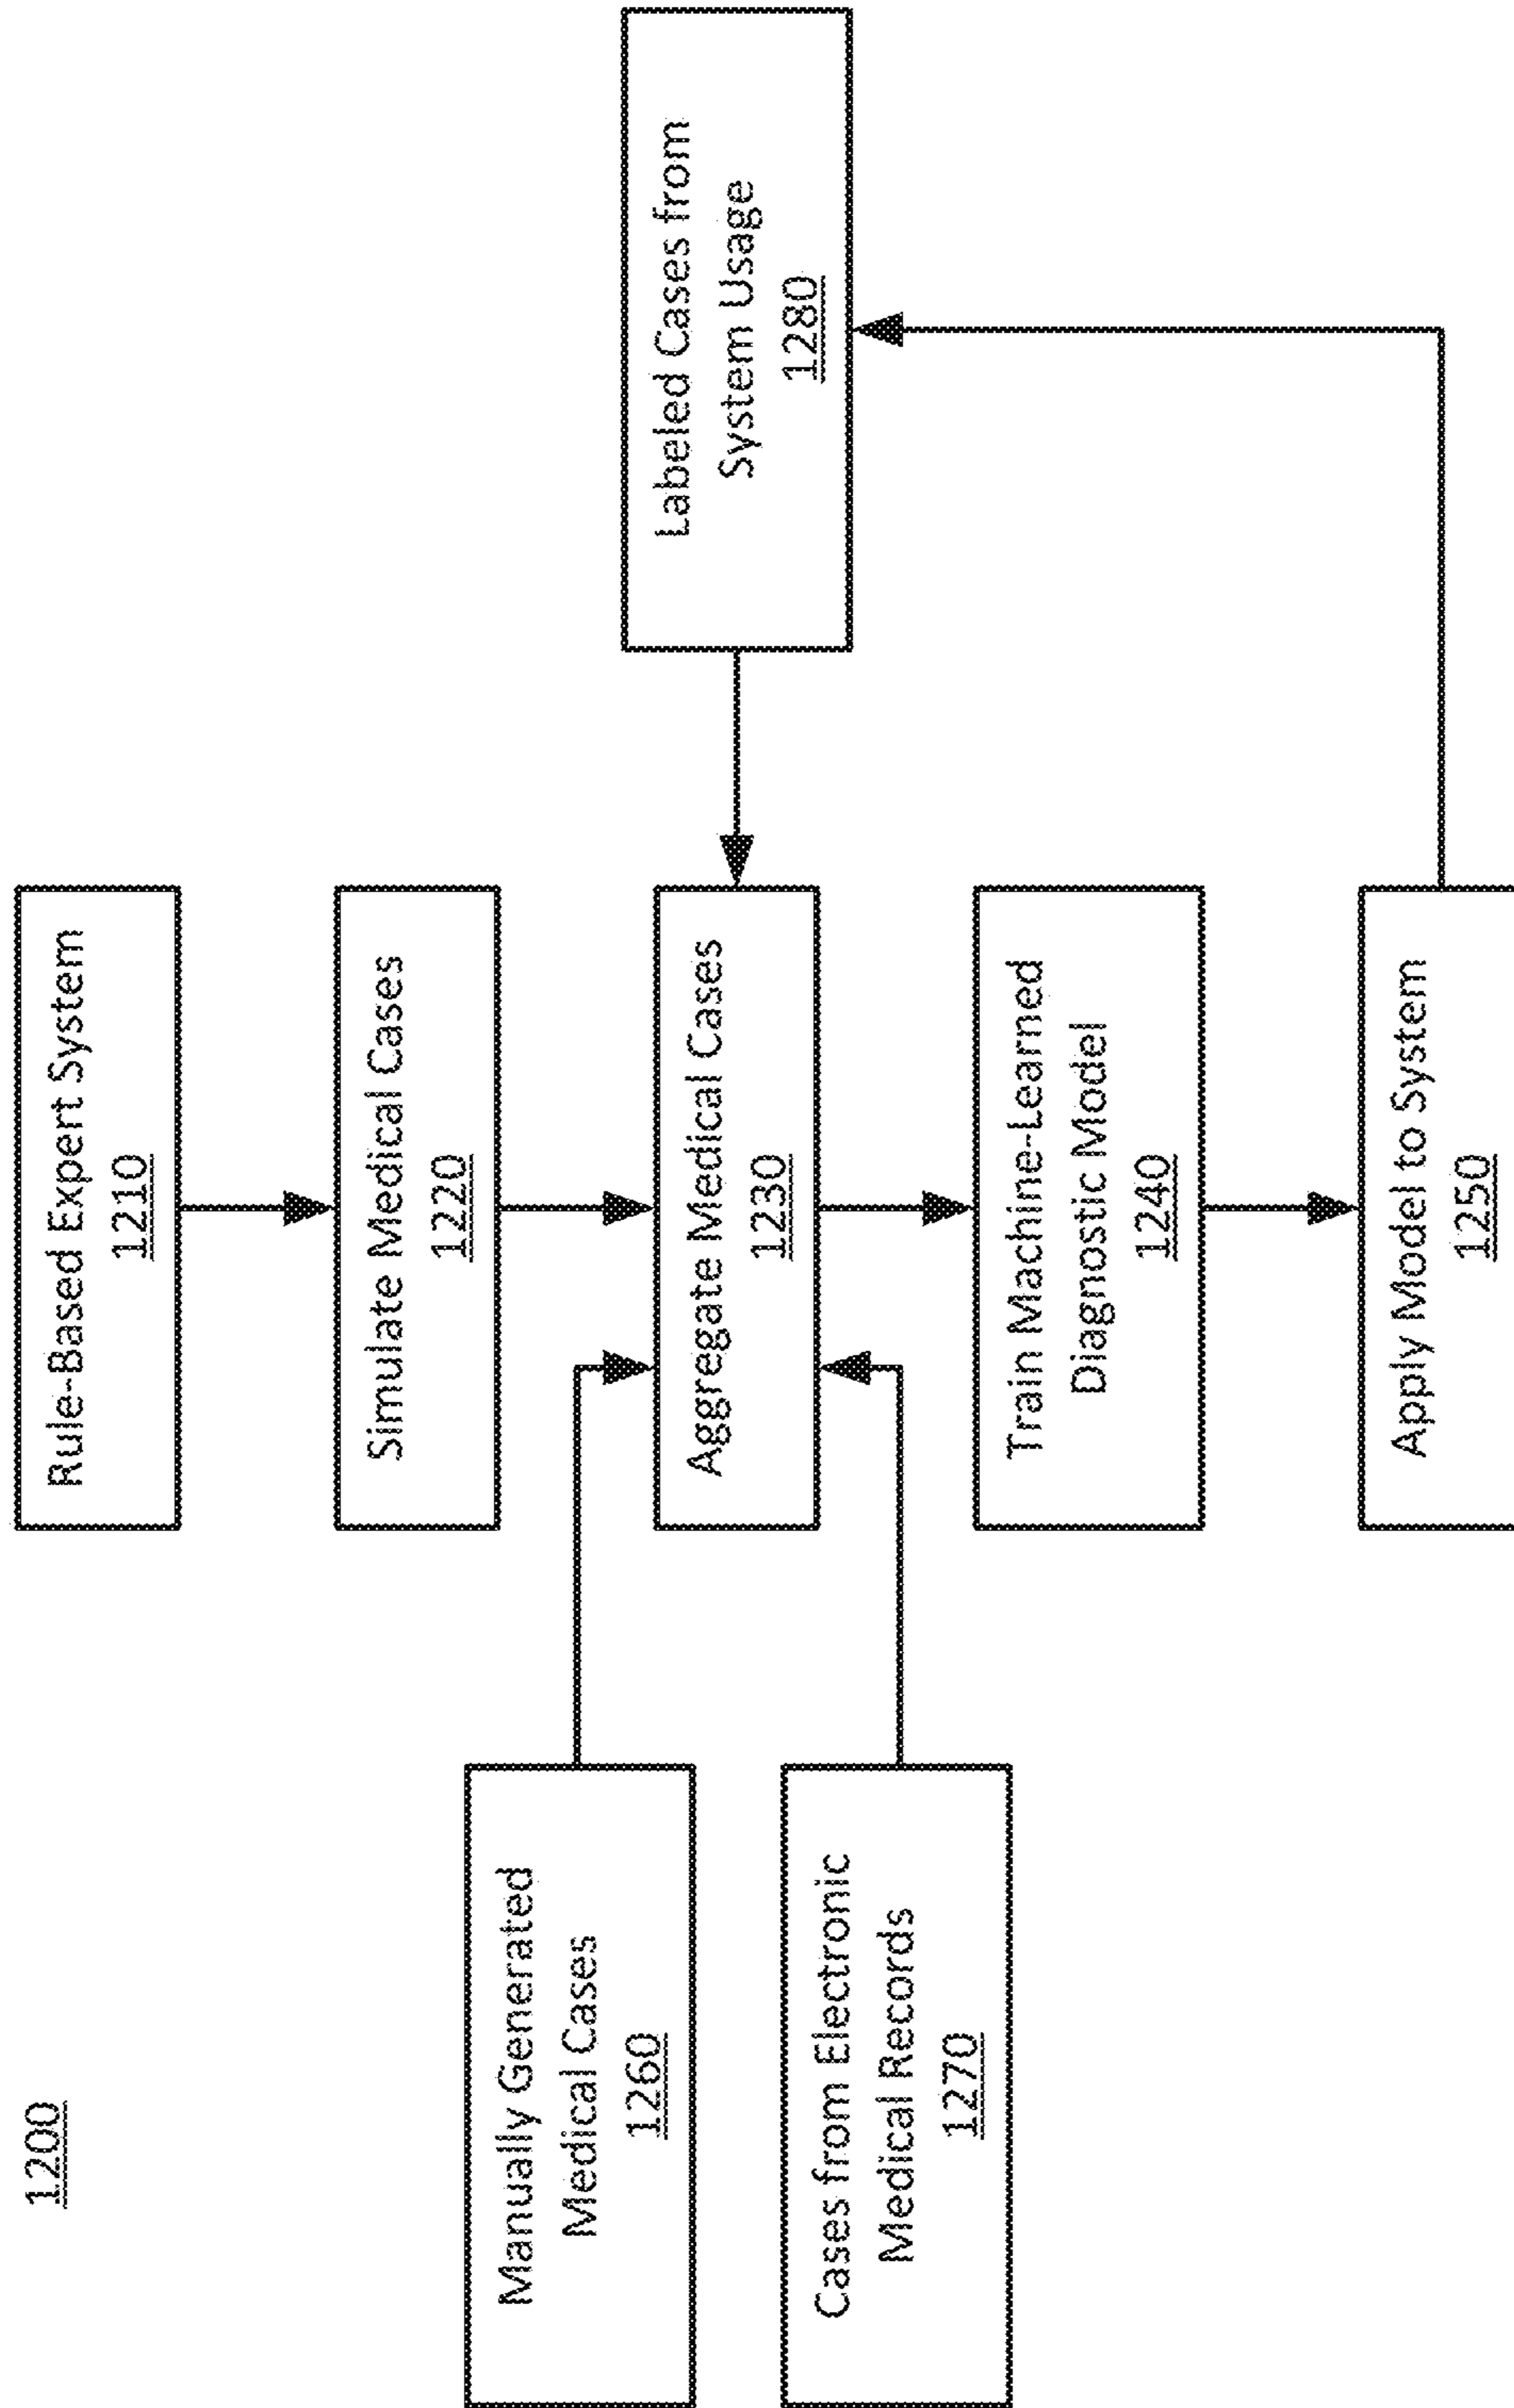 1200
Rule-Based Expert System
1210
Simulate Medical Cases
1220
Manually Generated
Medical Cases
1260
Labeled Cases from
System Usage
1280
Aggregate Medical Cases
1230
Cases from Electronic
Medical Records
1270
Train Machine-Learned
Diagnostic Model
1240
Apply Model to System
1250